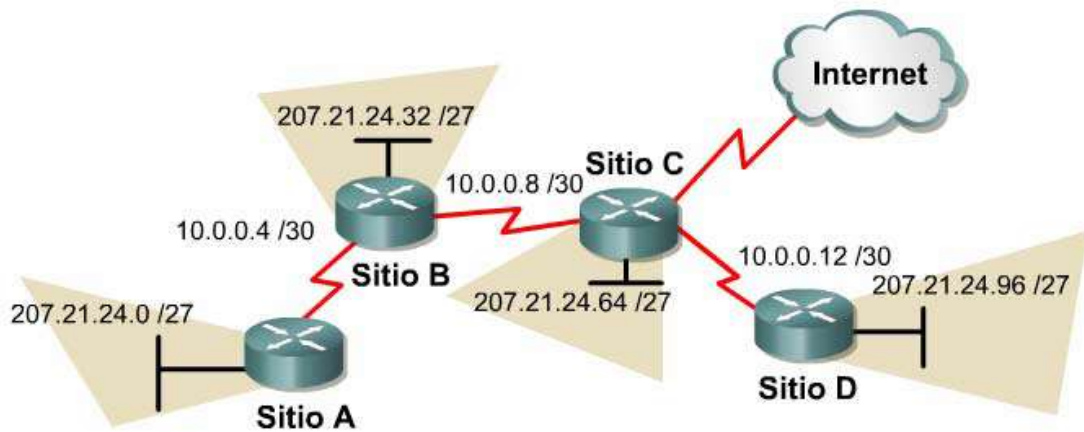 Internet
207.21.24.32 /27
Sitio C
10.0.0.8 /30
10.0.0.4 /30
Sitio B
10.0.0.12 /30
207.21.24.64 /27
207.21.24.96 /27
207.21.24.0 /27
Sitio D
Sitio A